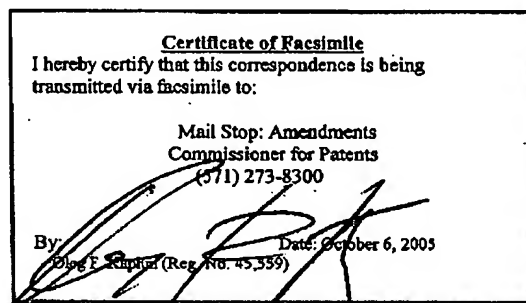 Certificate of Facsimile
I hereby certify that this correspondence is being
transmitted via facsimile to:
Mail Stop: Amendments
Commissioner for Patents
(571) 273-8300
By: Date: October 6, 2005
(Reg. No. 45,559)